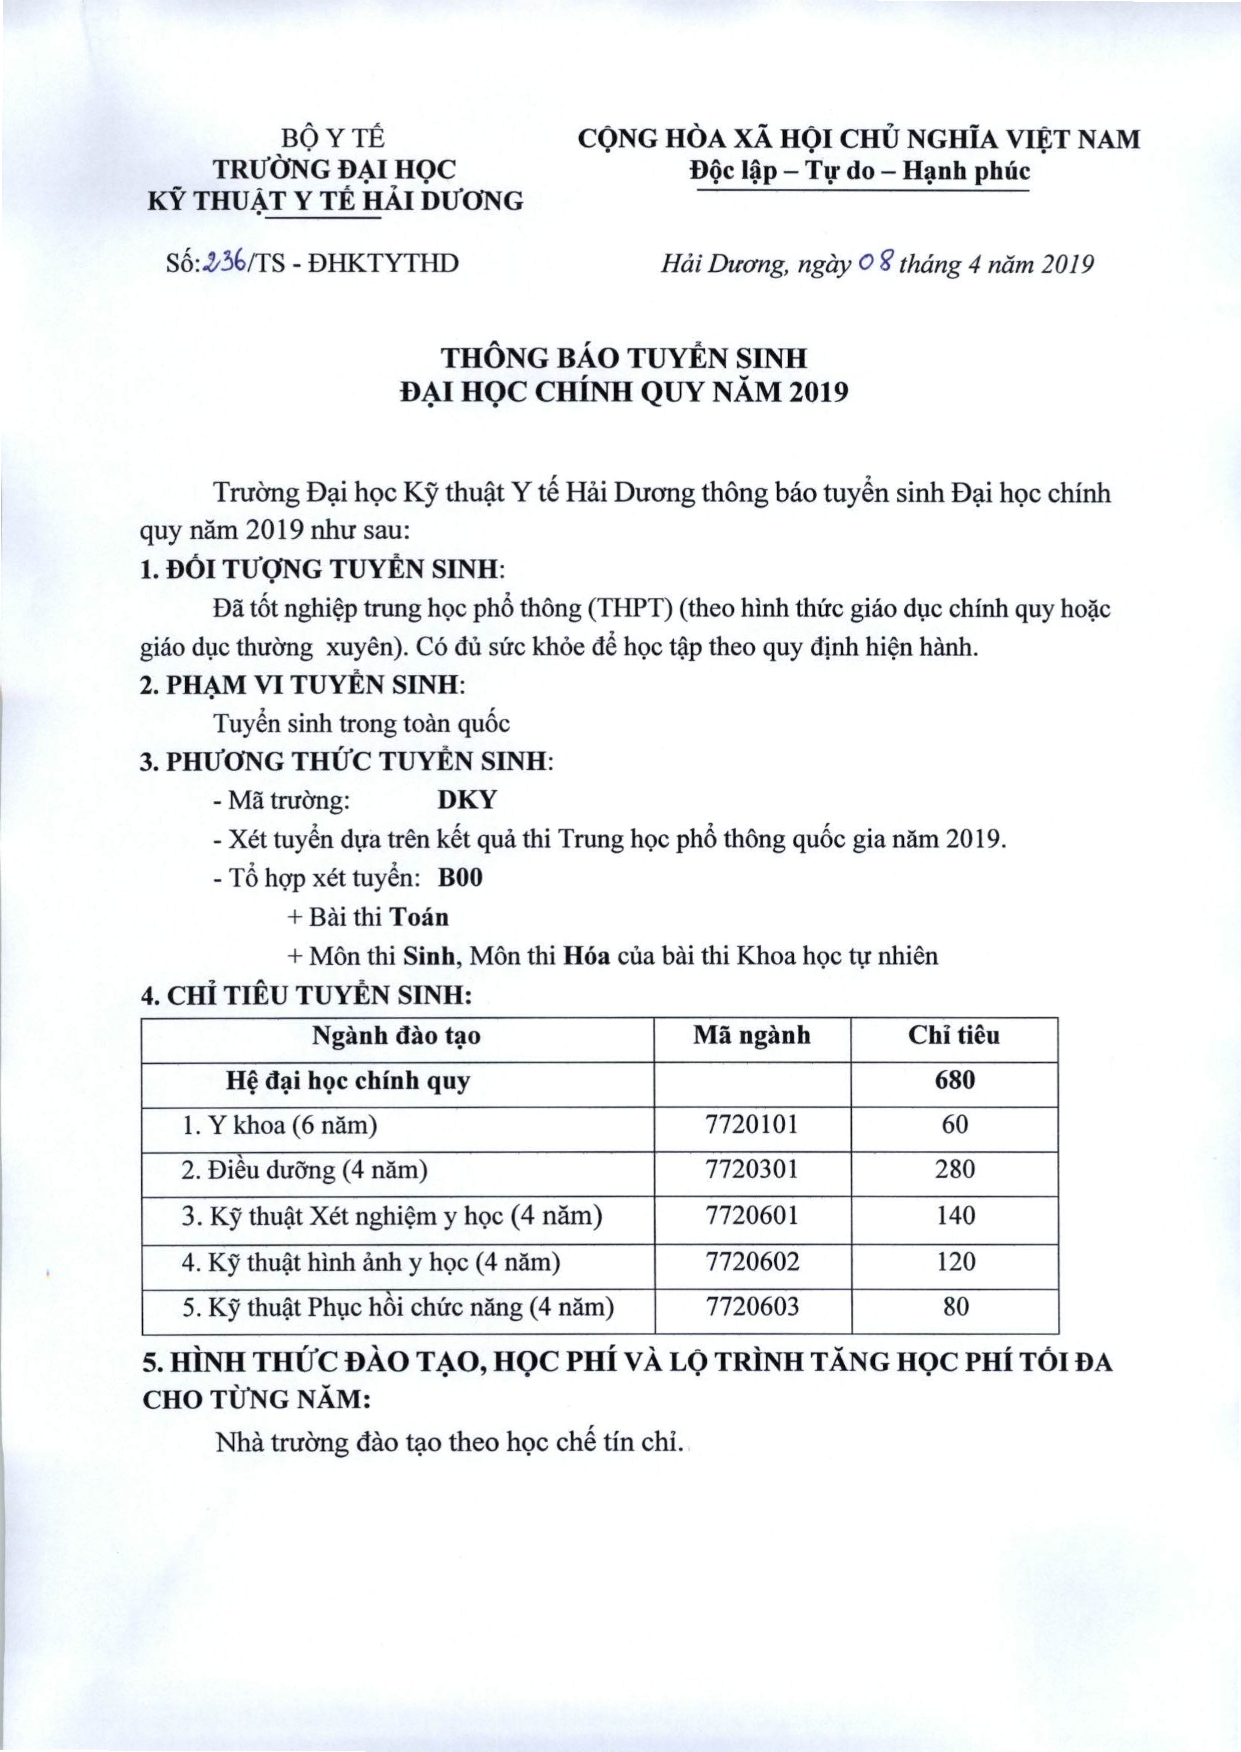 BỘ Y TẾ
TRƯỜNG ĐẠI HỌC
KỸ THUẬT Y TẾ HẢI DƯƠNG
Số:236/TS - ĐHKTYTHD
CỘNG HÒA XÃ HỘI CHỦ NGHĨA VIỆT NAM
Độc lập – Tự do – Hạnh phúc
Hải Dương, ngày 08 tháng 4 năm 2019
THÔNG BÁO TUYỂN SINH
ĐẠI HỌC CHÍNH QUY NĂM 2019
Trường Đại học Kỹ thuật Y tế Hải Dương thông báo tuyển sinh Đại học chính
quy năm 2019 như sau:
1. ĐỐI TƯỢNG TUYỂN SINH:
Đã tốt nghiệp trung học phổ thông (THPT) (theo hình thức giáo dục chính quy hoặc
giáo dục thường xuyên). Có đủ sức khỏe để học tập theo quy định hiện hành.
2. PHẠM VI TUYỂN SINH:
Tuyển sinh trong toàn quốc
3. PHƯƠNG THỨC TUYỂN SINH:
- Mã trường: DKY
- Xét tuyển dựa trên kết quả thi Trung học phổ thông quốc gia năm 2019.
- Tổ hợp xét tuyển: B00
+ Bài thi Toán
+ Môn thi Sinh, Môn thi Hóa của bài thi Khoa học tự nhiên
4. CHỈ TIÊU TUYỂN SINH:
Ngành đào tạo Mã ngành Chỉ tiêu
Hệ đại học chính quy 680
1. Y khoa (6 năm) 7720101 60
2. Điều dưỡng (4 năm) 7720301 280
3. Kỹ thuật Xét nghiệm y học (4 năm) 7720601 140
4. Kỹ thuật hình ảnh y học (4 năm) 7720602 120
5. Kỹ thuật Phục hồi chức năng (4 năm) 7720603 80
5. HÌNH THỨC ĐÀO TẠO, HỌC PHÍ VÀ LỘ TRÌNH TĂNG HỌC PHÍ TỐI ĐA
CHO TỪNG NĂM:
Nhà trường đào tạo theo học chế tín chỉ.